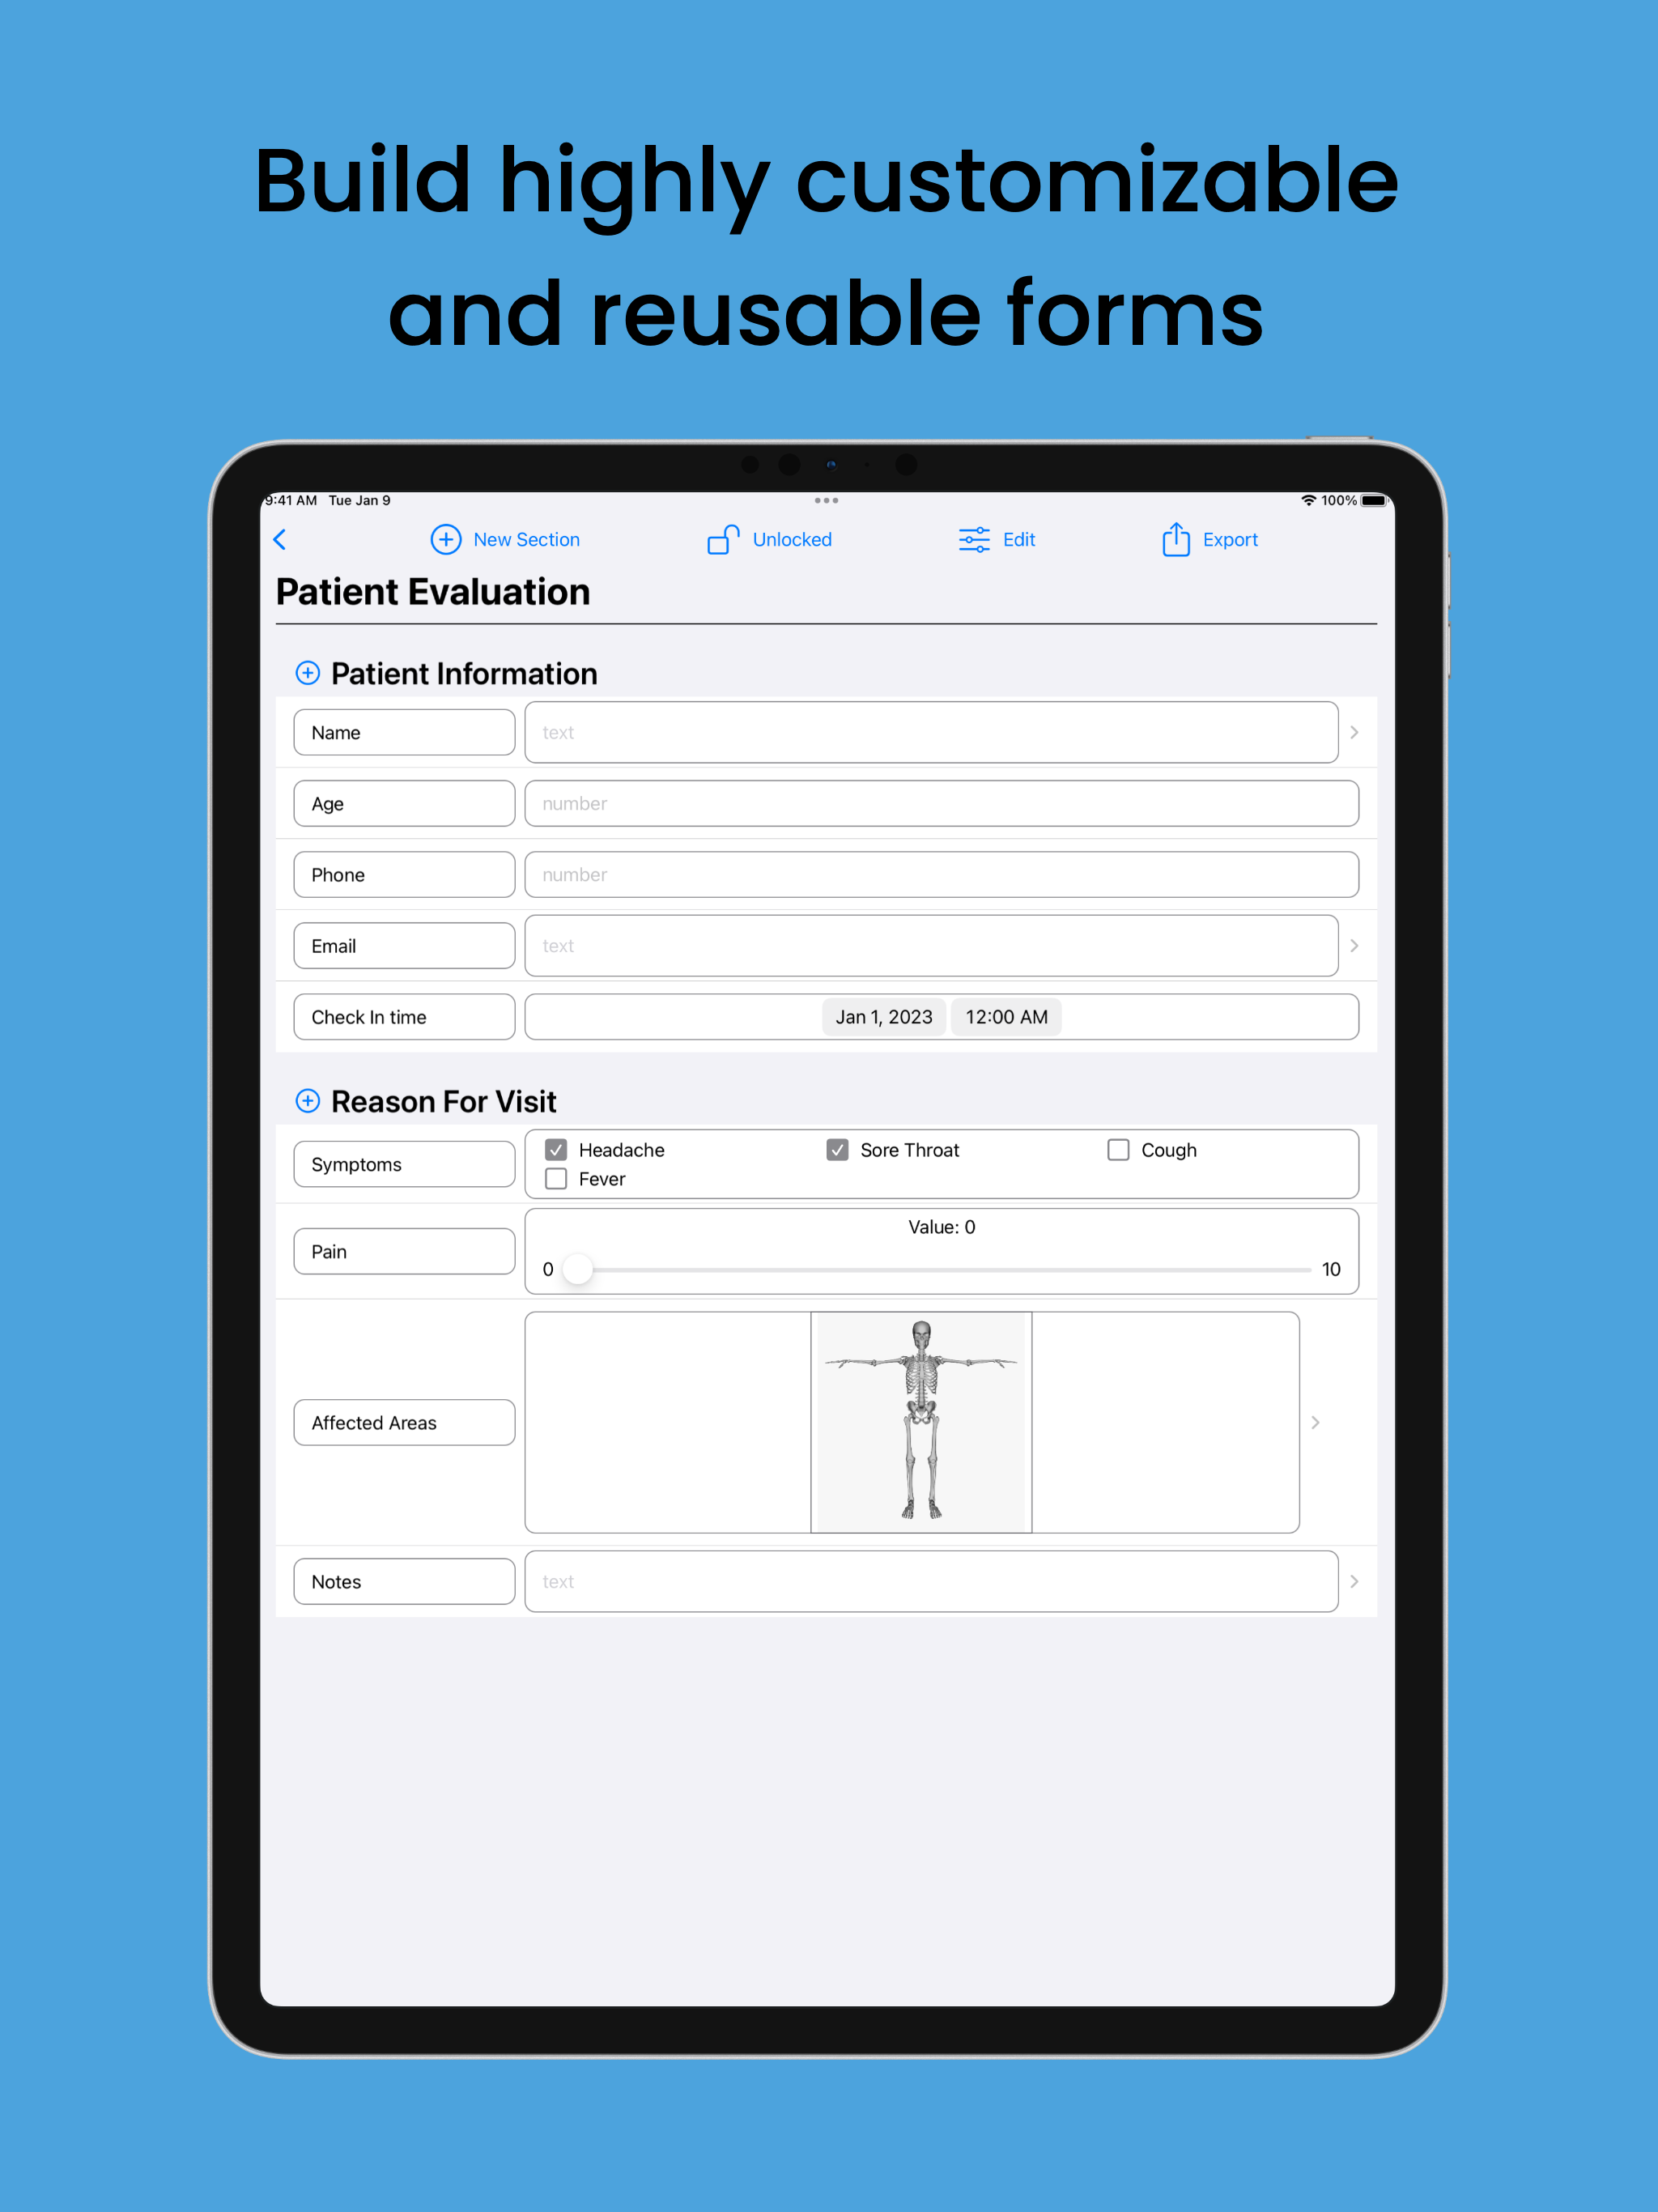 Build highly customizable
and reusable forms
9:41 AM Tue Jan 9 100%
New Section Unlocked Edit Export
Patient Evaluation
Patient Information
Name text
Age number
Phone number
Email text
Check In time Jan 1, 2023 12:00 AM
Reason For Visit
Symptoms Headache Sore Throat Cough
Fever
Pain Value: 0
0 10
Affected Areas
Notes text